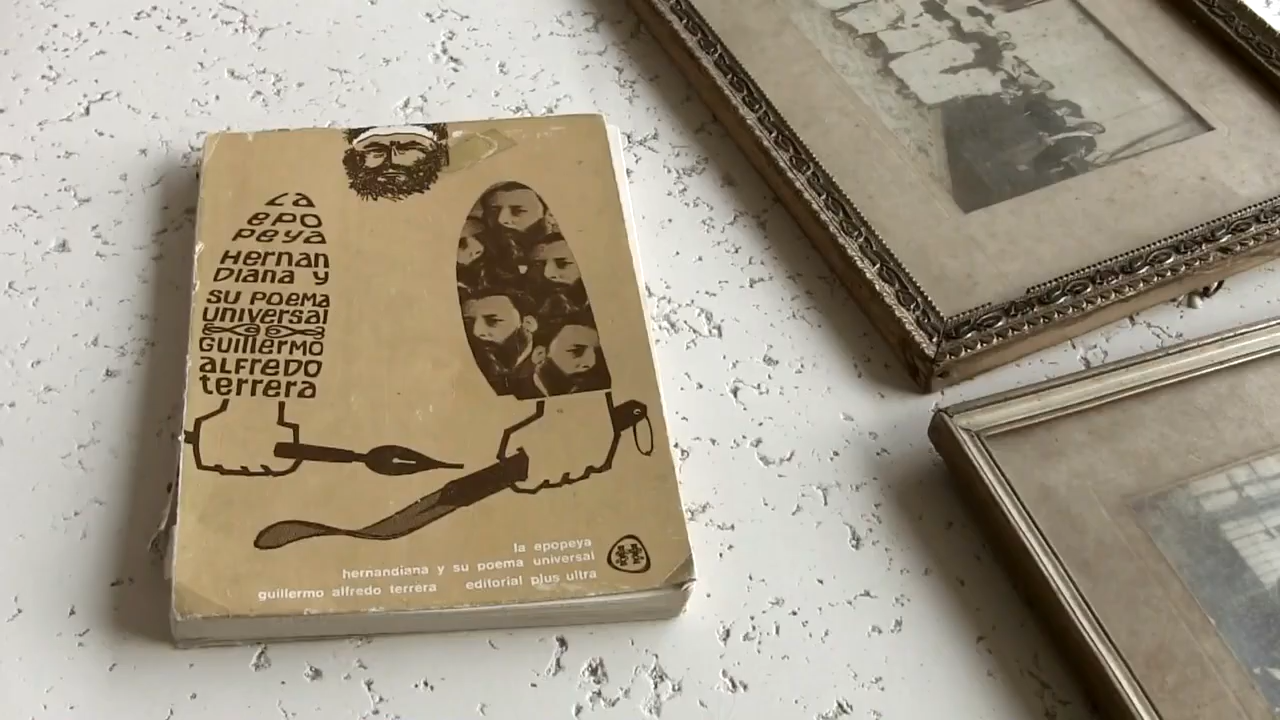 La
epo
peya
Hernan
Diana y
su poema
universal
Guillermo
alfredo
terrera
la epopeya
hernandiana y su poema universal
guillermo alfredo terrera editorial plus ultra